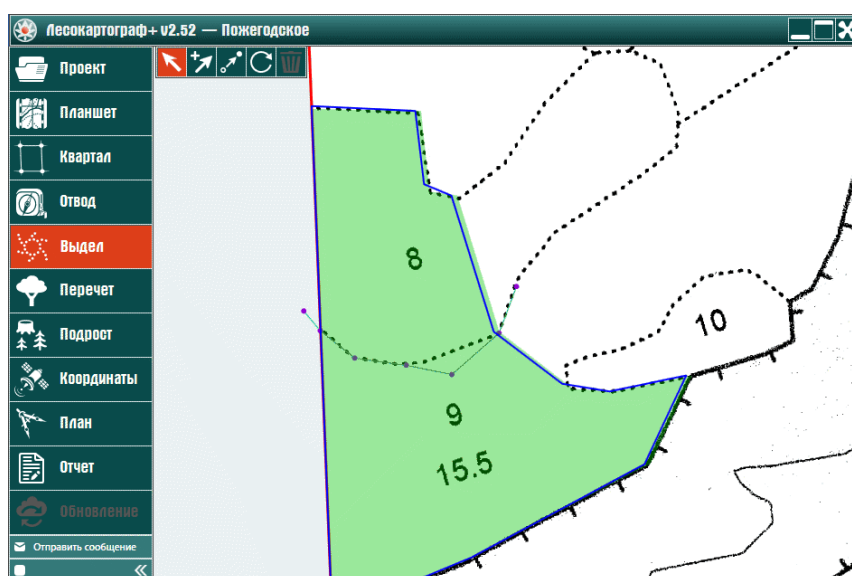 Лесокартограф+ v2.52 — Пожегодское
Проект
Планшет
Квартал
Отвод
Выдел
Перечет
Подрост
Координаты
План
Отчет
Обновление
Отправить сообщение
8
10
9
15.5